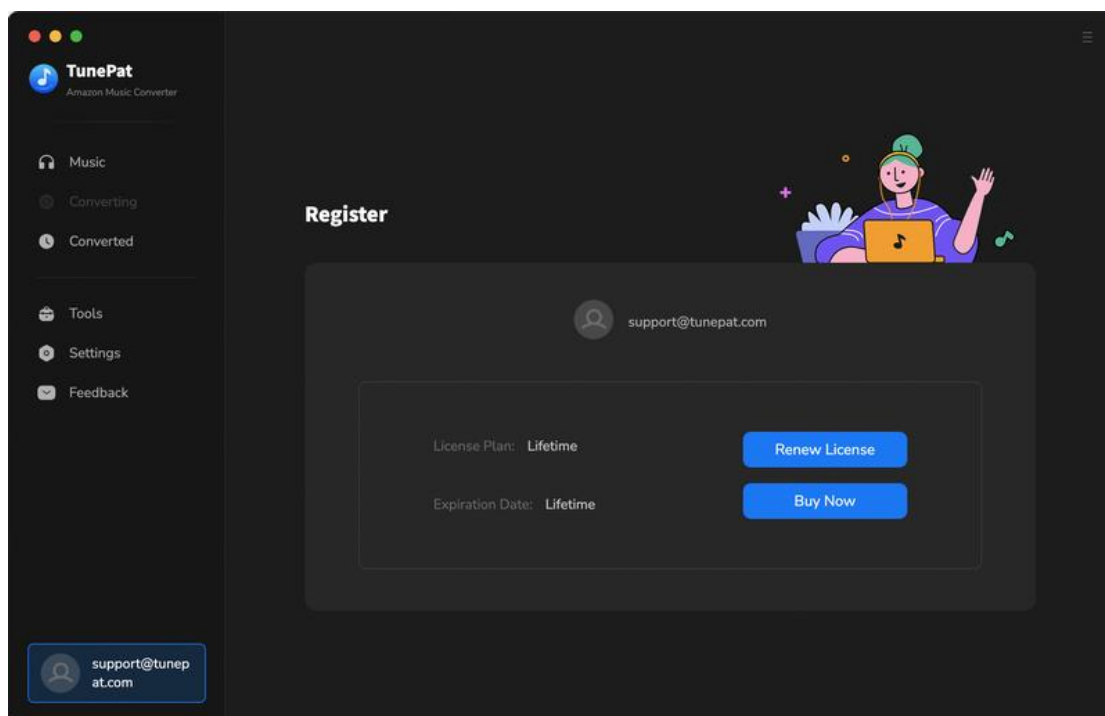 TunePat
Amazon Music Converter
Music
Converting
Converted
Tools
Settings
Feedback
support@tunep
at.com
Register
support@tunepat.com
License Plan: Lifetime
Renew License
Expiration Date: Lifetime
Buy Now